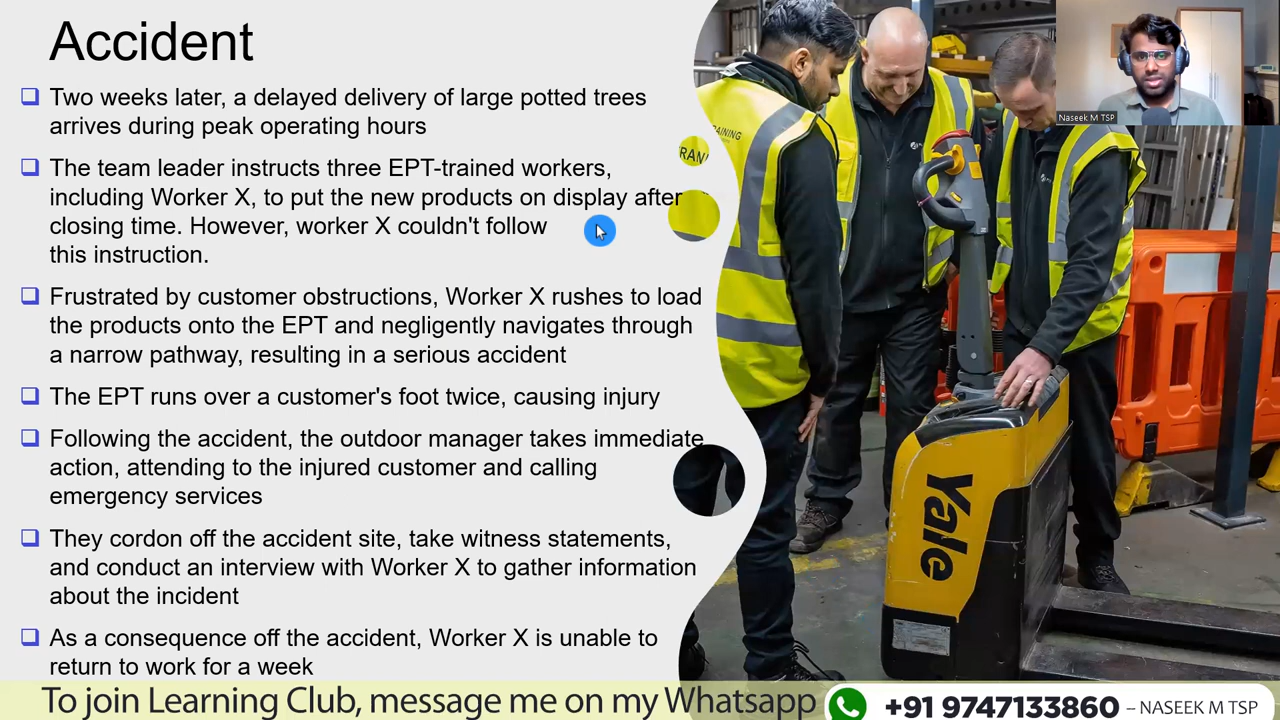 Accident
Two weeks later, a delayed delivery of large potted trees
arrives during peak operating hours
The team leader instructs three EPT-trained workers,
including Worker X, to put the new products on display after
closing time. However, worker X couldn't follow
this instruction.
Frustrated by customer obstructions, Worker X rushes to load
the products onto the EPT and negligently navigates through
a narrow pathway, resulting in a serious accident
The EPT runs over a customer's foot twice, causing injury
Following the accident, the outdoor manager takes immediate
action, attending to the injured customer and calling
emergency services
They cordon off the accident site, take witness statements,
and conduct an interview with Worker X to gather information
about the incident
As a consequence off the accident, Worker X is unable to
return to work for a week
Naseek M TSP
Yale
To join Learning Club, message me on my Whatsapp
+91 9747133860 – NASEEK M TSP